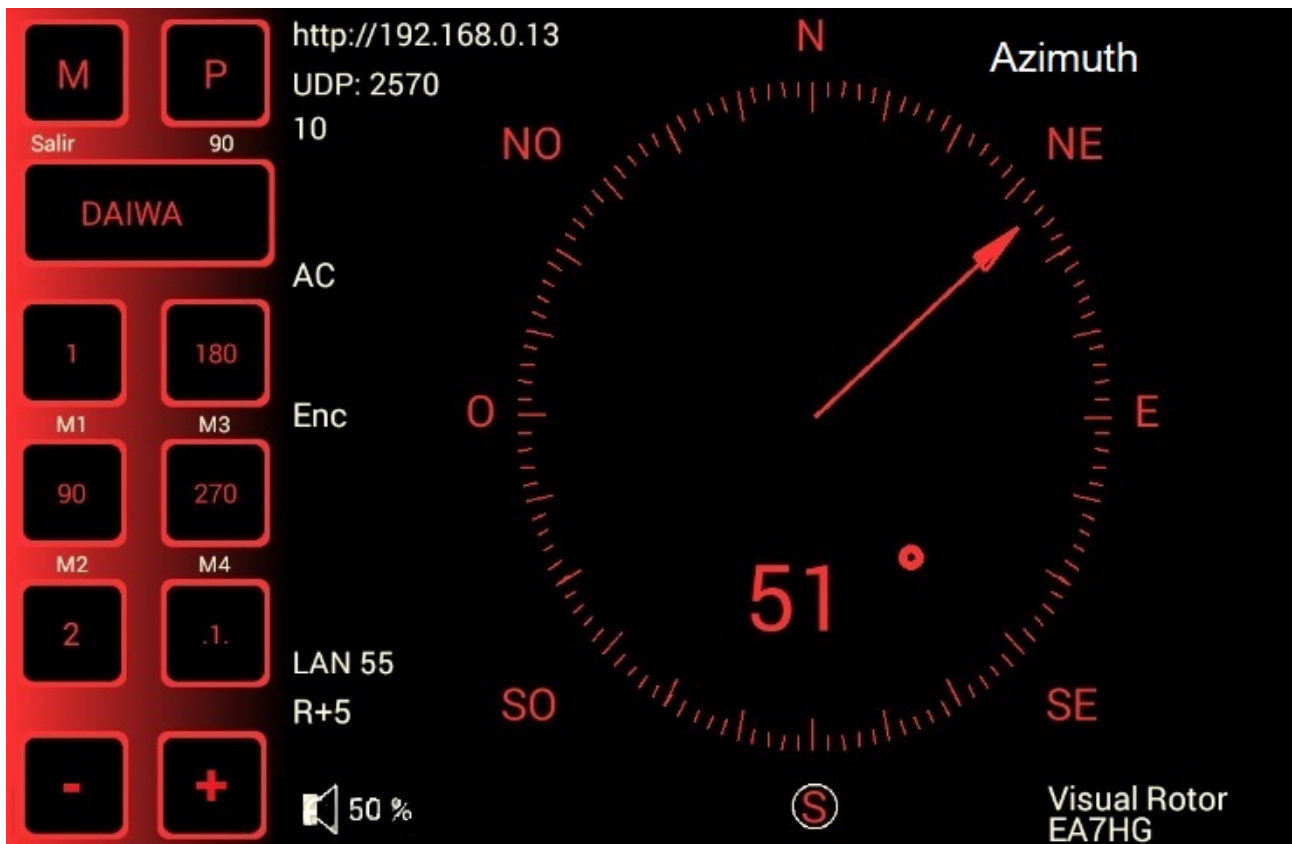 M P
Salir 90
DAIWA
1 180
M1 M3
90 270
M2 M4
2 .1.
- +
http://192.168.0.13
UDP: 2570
10
AC
Enc
LAN 55
R+5
50 %
Azimuth
N
NO NE
O E
51 °
SO SE
S
Visual Rotor
EA7HG